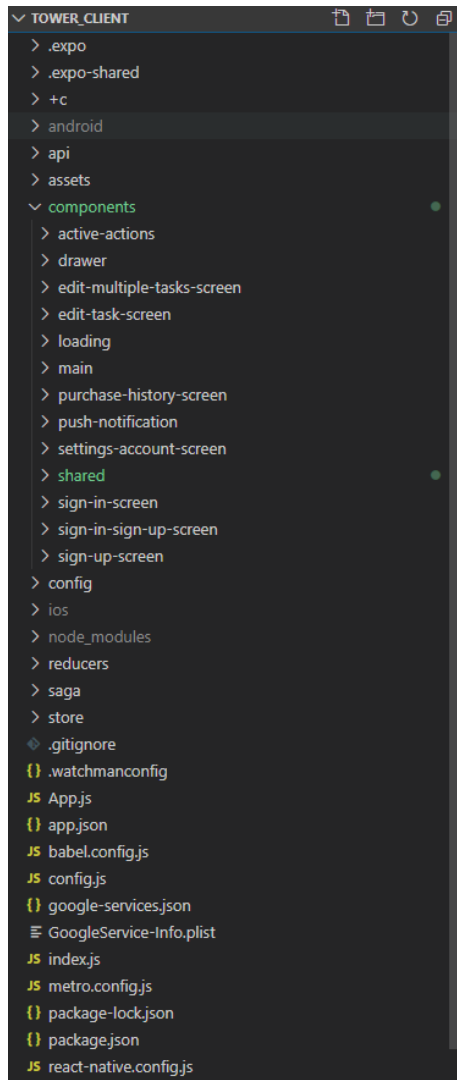 TOWER_CLIENT
.expo
.expo-shared
+c
android
api
assets
components
active-actions
drawer
edit-multiple-tasks-screen
edit-task-screen
loading
main
purchase-history-screen
push-notification
settings-account-screen
shared
sign-in-screen
sign-in-sign-up-screen
sign-up-screen
config
ios
node_modules
reducers
saga
store
.gitignore
{} .watchmanconfig
JS App.js
{} app.json
JS babel.config.js
JS config.js
{} google-services.json
GoogleService-Info.plist
JS index.js
JS metro.config.js
{} package-lock.json
{} package.json
JS react-native.config.js